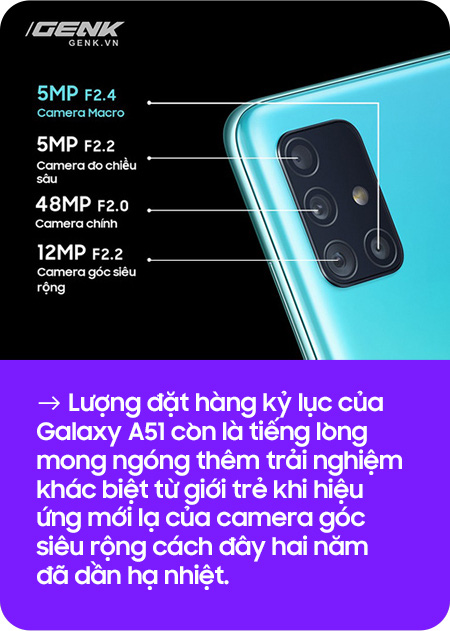 GENK
GENK.VN
5MP F2.4
Camera Macro
5MP F2.2
Camera đo chiều
sâu
48MP F2.0
Camera chính
12MP F2.2
Camera góc siêu
rộng
→ Lượng đặt hàng kỷ lục của
Galaxy A51 còn là tiếng lòng
mong ngóng thêm trải nghiệm
khác biệt từ giới trẻ khi hiệu
ứng mới lạ của camera góc
siêu rộng cách đây hai năm
đã dần hạ nhiệt.